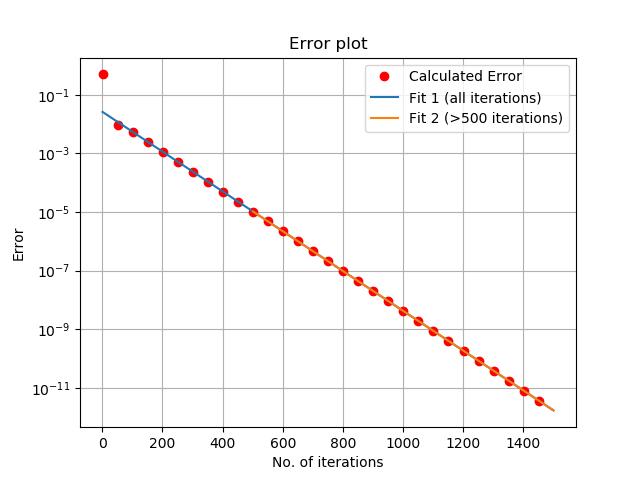 Error plot
Calculated Error
Fit 1 (all iterations)
Fit 2 (>500 iterations)
Error
10⁻¹
10⁻³
10⁻⁵
10⁻⁷
10⁻⁹
10⁻¹¹
0 200 400 600 800 1000 1200 1400
No. of iterations